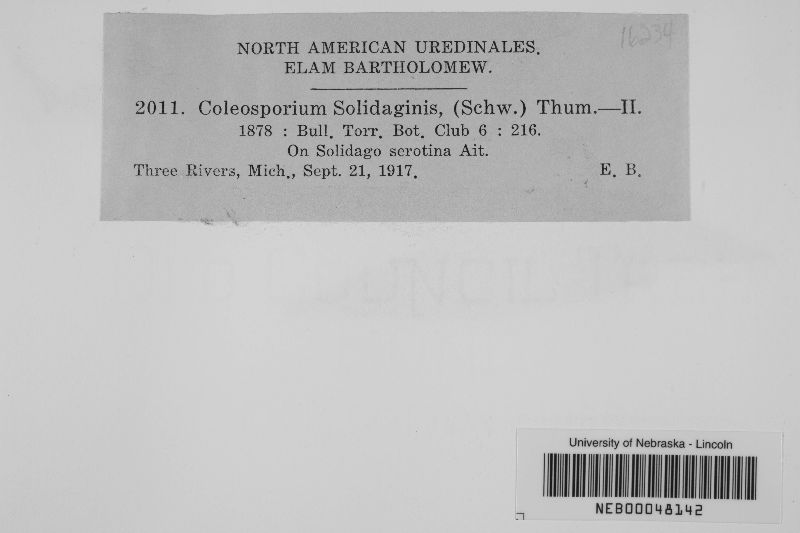 16234
NORTH AMERICAN UREDINALES.
ELAM BARTHOLOMEW.
2011. Coleosporium Solidaginis, (Schw.) Thum.—II.
1878 : Bull. Torr. Bot. Club 6 : 216.
On Solidago serotina Ait.
Three Rivers, Mich., Sept. 21, 1917. E. B.
University of Nebraska - Lincoln
NEB00048142